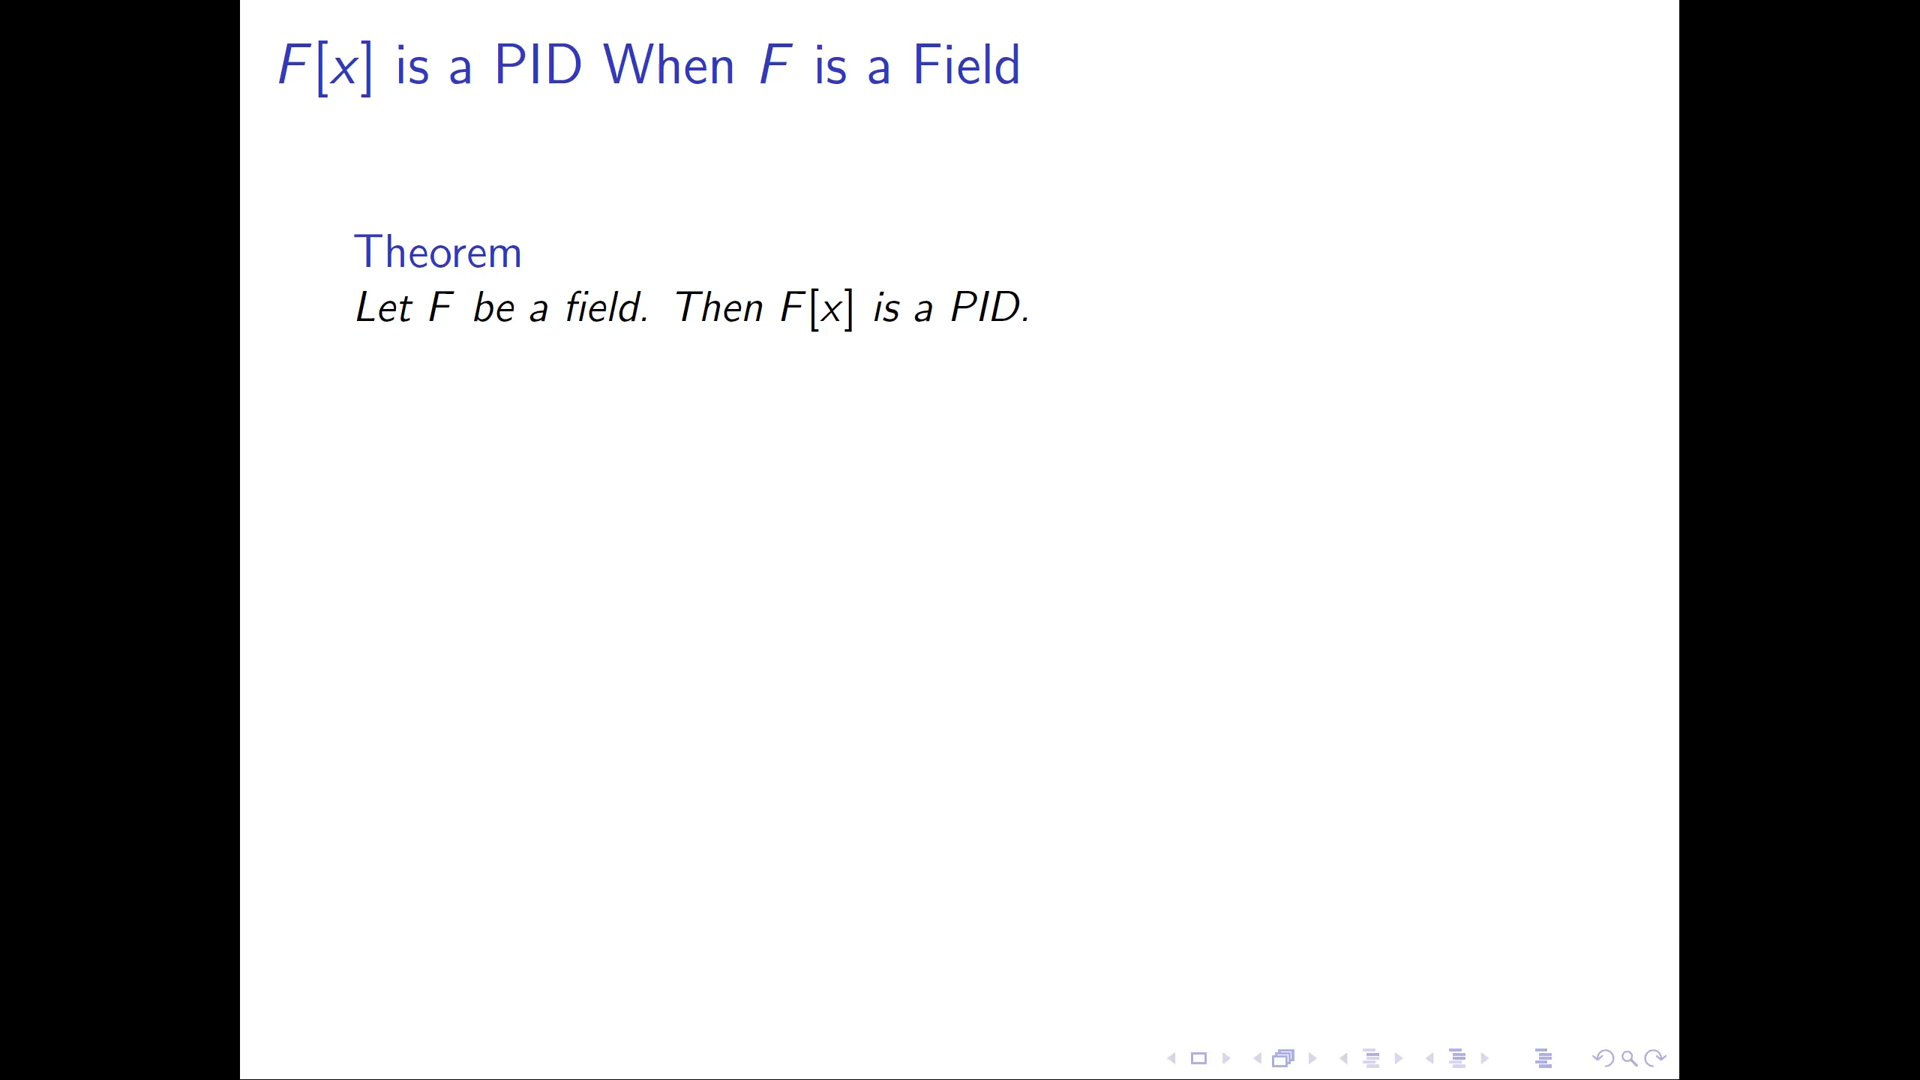 F[x] is a PID When F is a Field
Theorem
Let F be a field. Then F[x] is a PID.